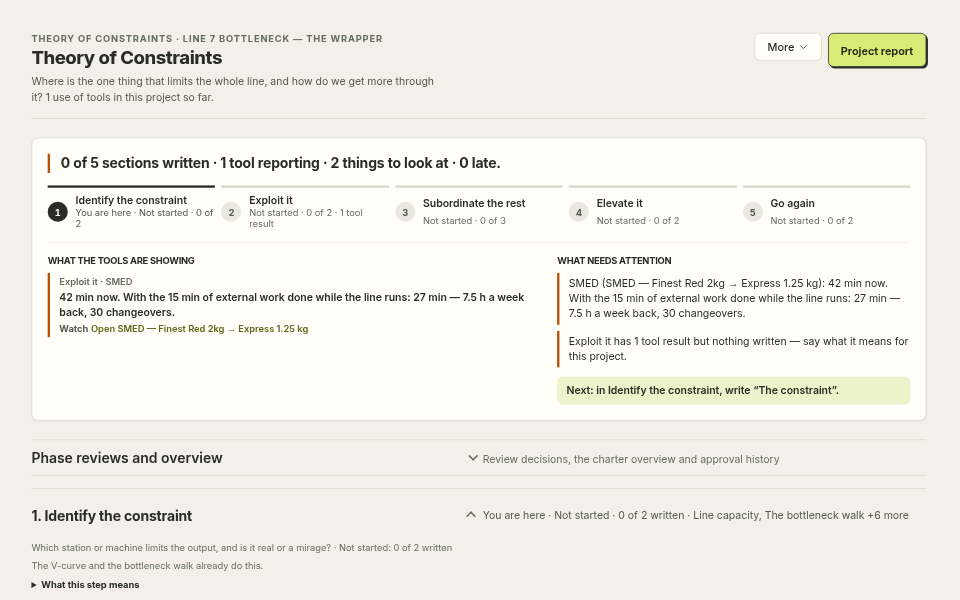 THEORY OF CONSTRAINTS · LINE 7 BOTTLENECK — THE WRAPPER
Theory of Constraints
Where is the one thing that limits the whole line, and how do we get more through
it? 1 use of tools in this project so far.
More
Project report
0 of 5 sections written · 1 tool reporting · 2 things to look at · 0 late.
1
Identify the constraint
You are here · Not started · 0 of
2
2
Exploit it
Not started · 0 of 2 · 1 tool
result
3
Subordinate the rest
Not started · 0 of 3
4
Elevate it
Not started · 0 of 2
5
Go again
Not started · 0 of 2
WHAT THE TOOLS ARE SHOWING
Exploit it · SMED
42 min now. With the 15 min of external work done while the line runs: 27 min — 7.5 h a week
back, 30 changeovers.
Watch Open SMED — Finest Red 2kg → Express 1.25 kg
WHAT NEEDS ATTENTION
SMED (SMED — Finest Red 2kg → Express 1.25 kg): 42 min now.
With the 15 min of external work done while the line runs: 27 min —
7.5 h a week back, 30 changeovers.
Exploit it has 1 tool result but nothing written — say what it means for
this project.
Next: in Identify the constraint, write “The constraint”.
Phase reviews and overview
Review decisions, the charter overview and approval history
1. Identify the constraint
You are here · Not started · 0 of 2 written · Line capacity, The bottleneck walk +6 more
Which station or machine limits the output, and is it real or a mirage? · Not started: 0 of 2 written
The V-curve and the bottleneck walk already do this.
What this step means